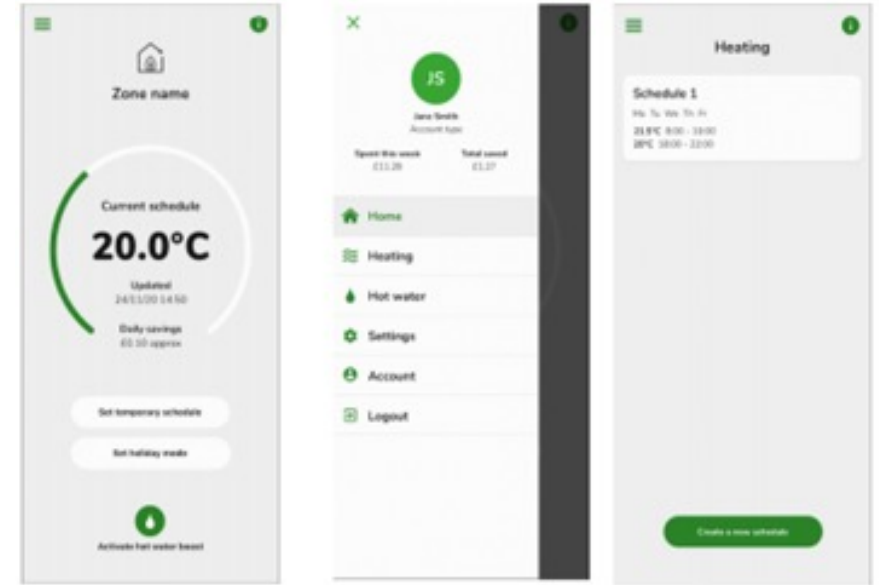 Zone name
Current schedule
20.0°C
Updated
24/11/20 14:50
Daily savings
£0.10 approx
Set temporary schedule
Set holiday mode
Activate hot water boost
JS
Jane Smith
Account type
Spent this week
Total saved
£11.28
£1.27
Home
Heating
Hot water
Settings
Account
Logout
Heating
Schedule 1
Mo Tu We Th Fr
21.5°C 8:00 - 18:00
20°C 18:00 - 22:00
Create a new schedule